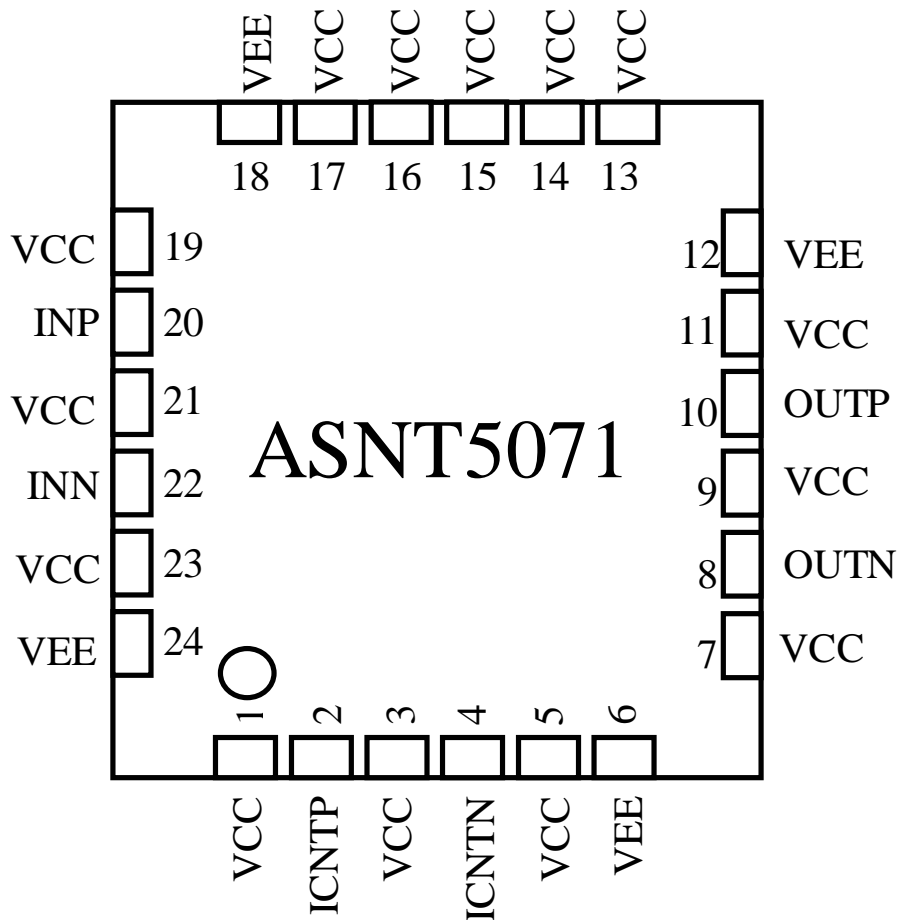 VEE VCC VCC VCC VCC VCC
18 17 16 15 14 13
VCC 19
INP 20
VCC 21
INN 22
VCC 23
VEE 24
ASNT5071
12 VEE
11 VCC
10 OUTP
9 VCC
8 OUTN
7 VCC
1 2 3 4 5 6
VCC ICNTP VCC ICNTN VCC VEE